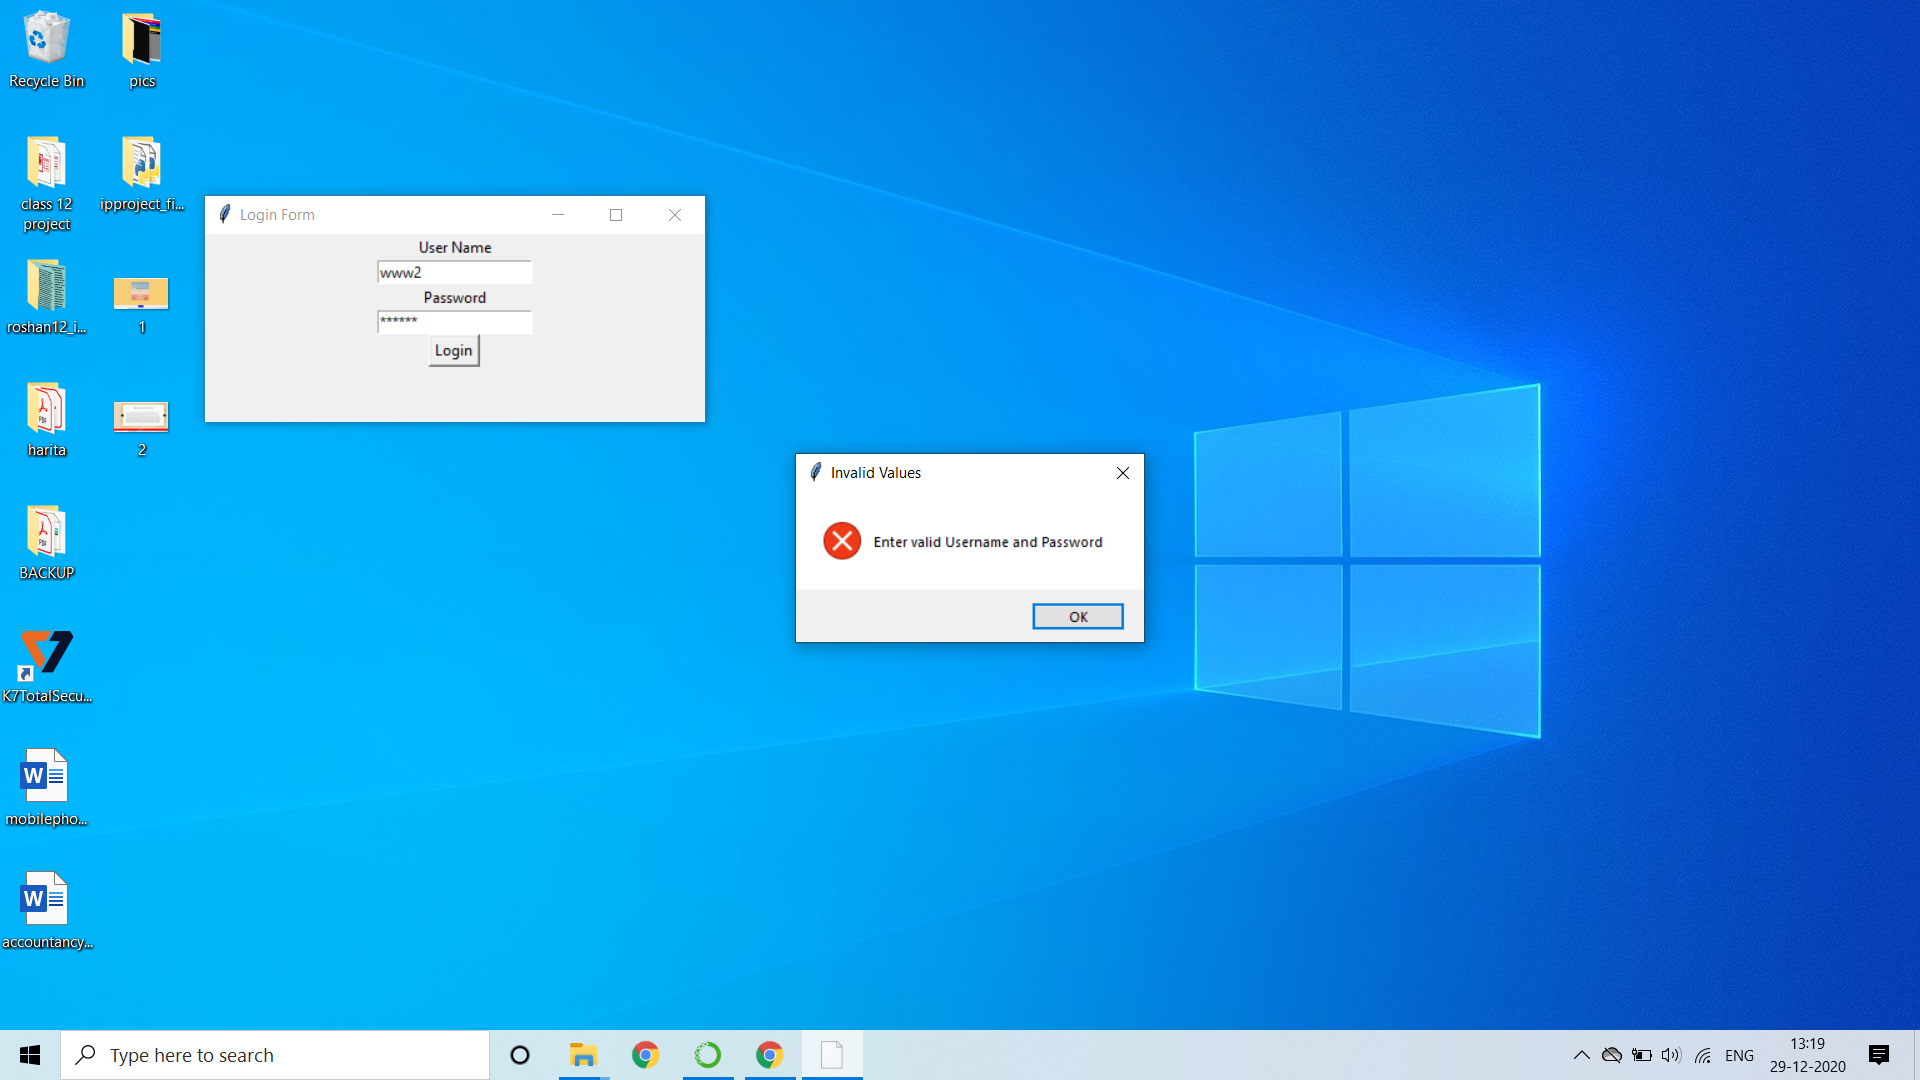 Recycle Bin
pics
class 12
project
ipproject_fi...
roshan12_i...
1
harita
2
BACKUP
K7TotalSecu...
mobilepho...
accountancy...
Login Form
User Name
www2
Password
******
Login
Invalid Values
Enter valid Username and Password
OK
Type here to search
ENG
13:19
29-12-2020